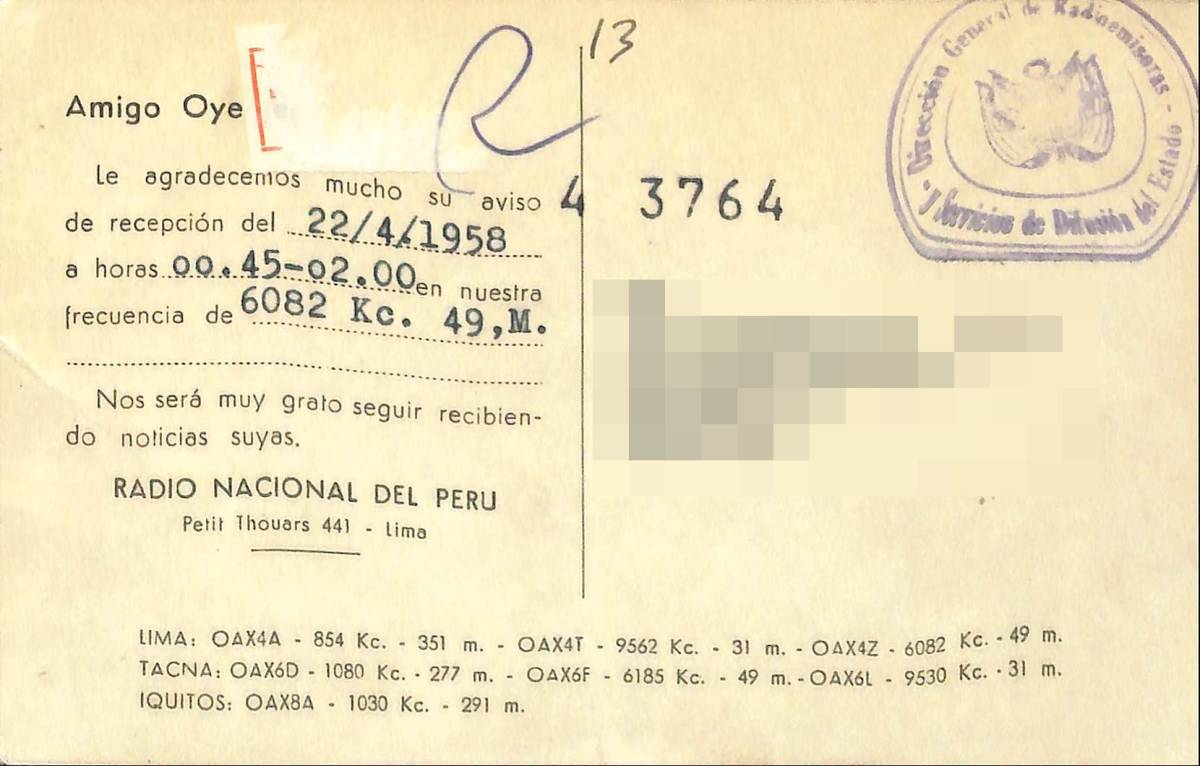 13
R
Amigo Oye
Le agradecemos mucho su aviso
de recepción del 22/4/1958
a horas 00.45-02.00 en nuestra
frecuencia de 6082 Kc. 49,M.
Nos será muy grato seguir recibien-
do noticias suyas.
RADIO NACIONAL DEL PERU
Petit Thouars 441 - Lima
4 3764
Dirección General de Radioemisoras -
- y Servicios de Difusión del Estado
LIMA: OAX4A - 854 Kc. - 351 m. - OAX4T - 9562 Kc. - 31 m. - OAX4Z - 6082 Kc. - 49 m.
TACNA: OAX6D - 1080 Kc. - 277 m. - OAX6F - 6185 Kc. - 49 m. - OAX6L - 9530 Kc. - 31 m.
IQUITOS: OAX8A - 1030 Kc. - 291 m.